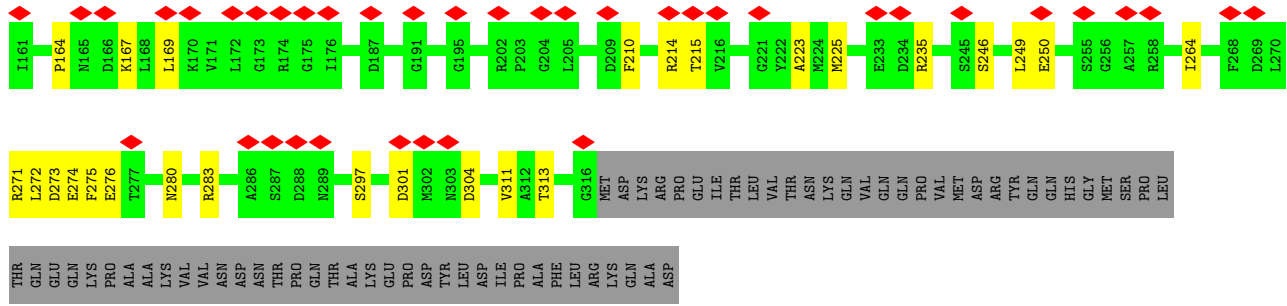 I161 P164 N165 D166 K167 L168 L169 K170 V171 L172 G173 R174 G175 I176 D187 G191 G195 R202 P203 G204 L205 D209 F210 R214 T215 V216 G221 Y222 A223 M224 M225 E233 D234 R235 S245 S246 L249 E250 S255 G256 A257 R258 I264 F268 D269 L270
R271 L272 D273 E274 F275 E276 T277 N280 R283 A286 S287 D288 N289 S297 D301 M302 N303 D304 V311 A312 T313 G316 MET ASP LYS ARG PRO GLU ILE THR LEU VAL THR ASN LYS GLN VAL GLN GLN PRO VAL MET ASP ARG TYR GLN GLN HIS GLY MET SER PRO LEU
THR GLN GLU GLN LYS PRO ALA ALA LYS VAL VAL ASN ASP ASN THR PRO GLN THR ALA LYS GLU PRO ASP TYR LEU ASP ILE PRO ALA PHE LEU ARG LYS GLN ALA ASP